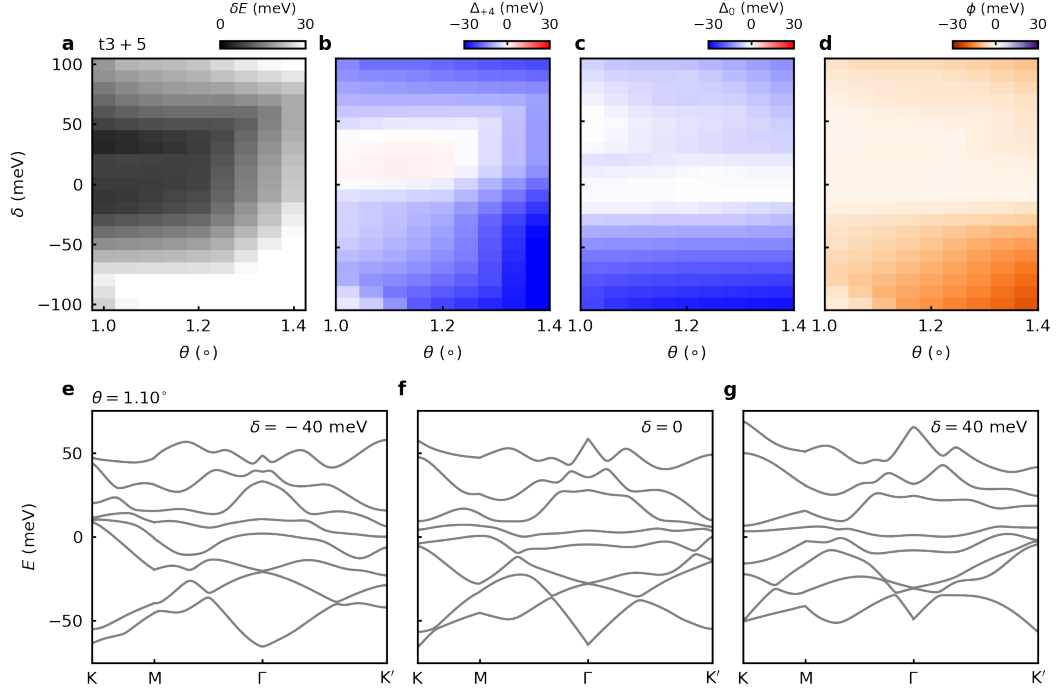 δE (meV)
0 30
Δ+4 (meV)
−30 0 30
Δ0 (meV)
−30 0 30
ϕ (meV)
−30 0 30
a t3 + 5
b
c
d
δ (meV)
100
50
0
−50
−100
1.0 1.2 1.4
θ (∘)
1.0 1.2 1.4
θ (∘)
1.0 1.2 1.4
θ (∘)
1.0 1.2 1.4
θ (∘)
e
θ = 1.10°
f
g
δ = − 40 meV
δ = 0
δ = 40 meV
E (meV)
50
0
−50
K M Γ K′
K M Γ K′
K M Γ K′